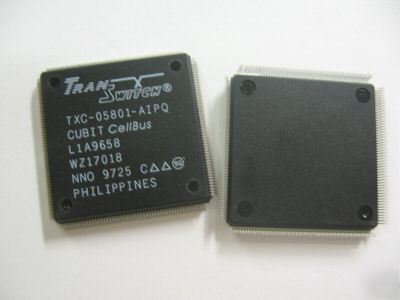 TRANSWITCH®
TXC-05801-AIPQ
CUBIT CellBus
L1A9658
WZ17018
NNO 9725 C
PHILIPPINES